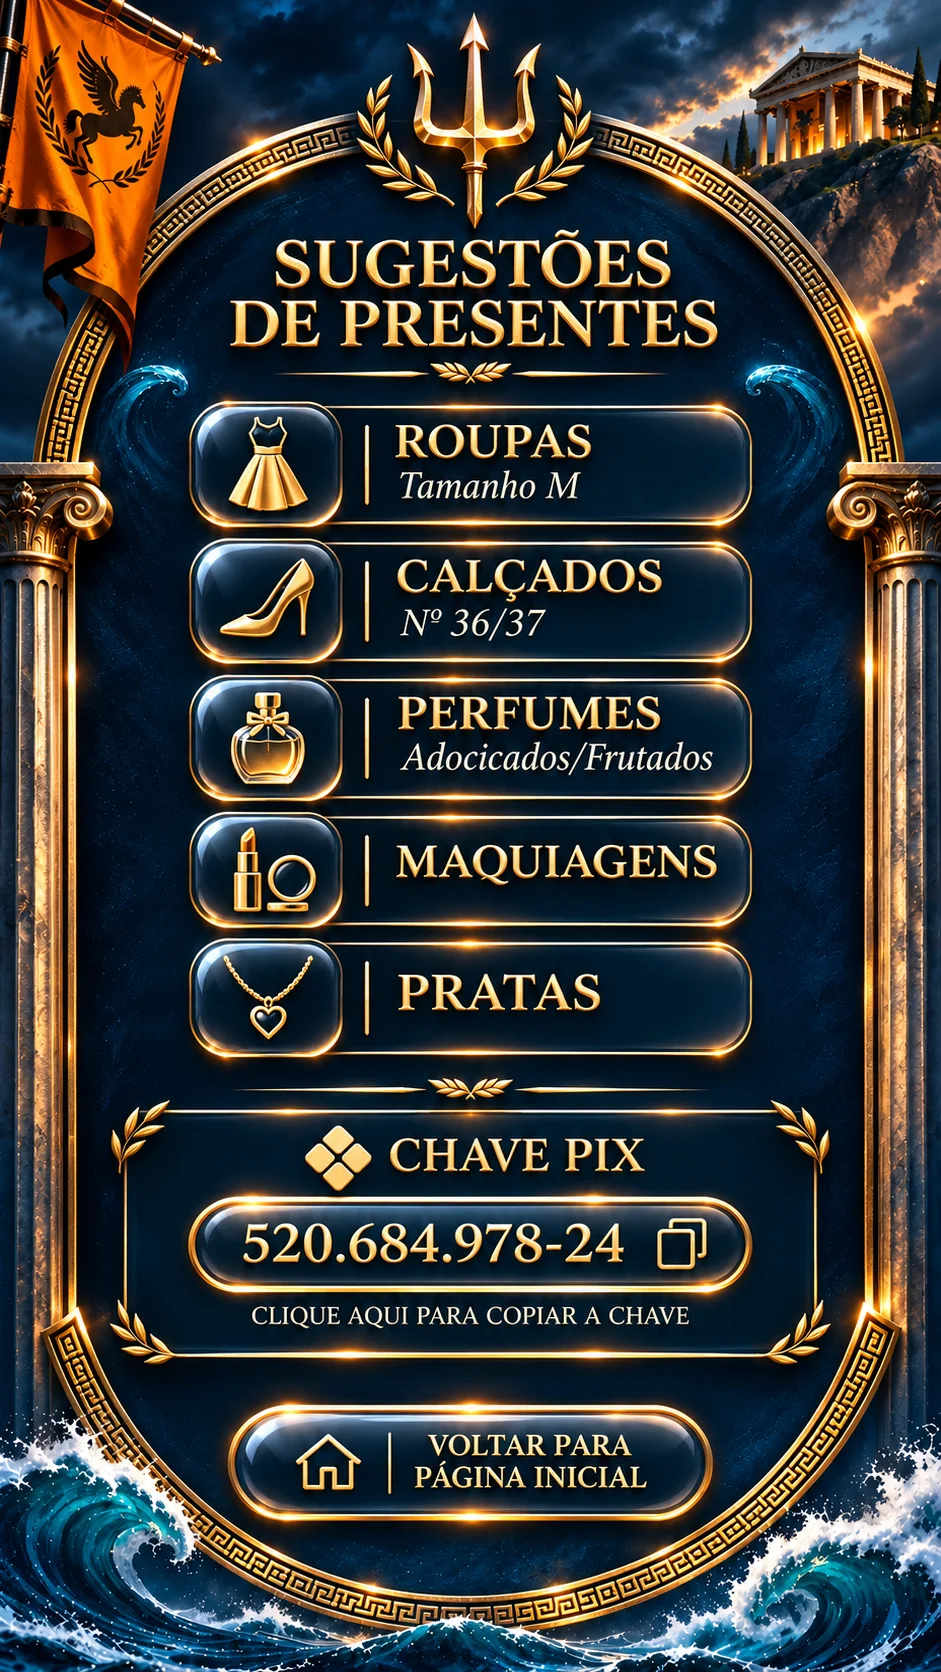 SUGESTÕES
DE PRESENTES
ROUPAS
Tamanho M
CALÇADOS
Nº 36/37
PERFUMES
Adocicados/Frutados
MAQUIAGENS
PRATAS
CHAVE PIX
520.684.978-24
CLIQUE AQUI PARA COPIAR A CHAVE
VOLTAR PARA
PÁGINA INICIAL